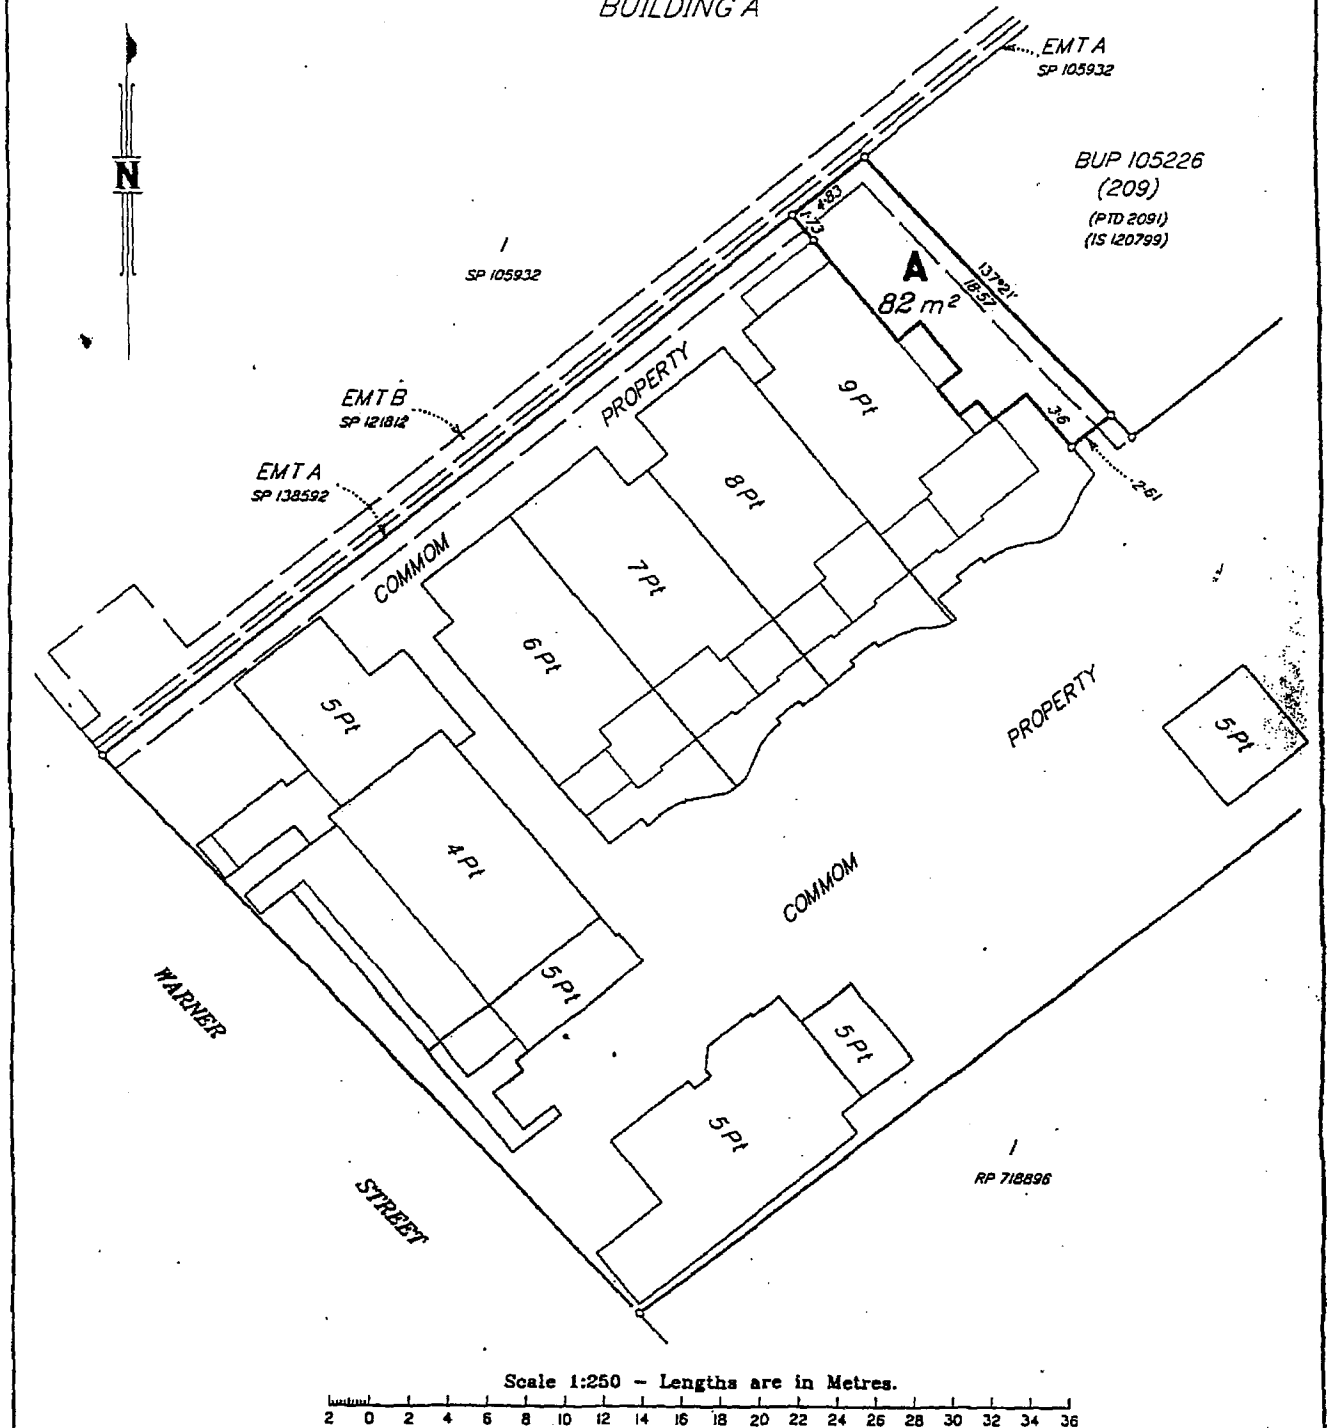 BUILDING A
EMT A
SP 105932
N
BUP 105226
(209)
(PTD 2091)
(IS 120799)
4·83
1·73
1
SP 105932
A
82 m²
137°21'
18·57
PROPERTY
EMT B
SP 121812
9 Pt
3·6
EMT A
SP 138592
8 Pt
2·61
COMMOM
7 Pt
6 Pt
5 Pt
PROPERTY
5 Pt
4 Pt
COMMOM
WARNER
5 Pt
5 Pt
5 Pt
1
RP 718896
STREET
Scale 1:250 – Lengths are in Metres.
2 0 2 4 6 8 10 12 14 16 18 20 22 24 26 28 30 32 34 36